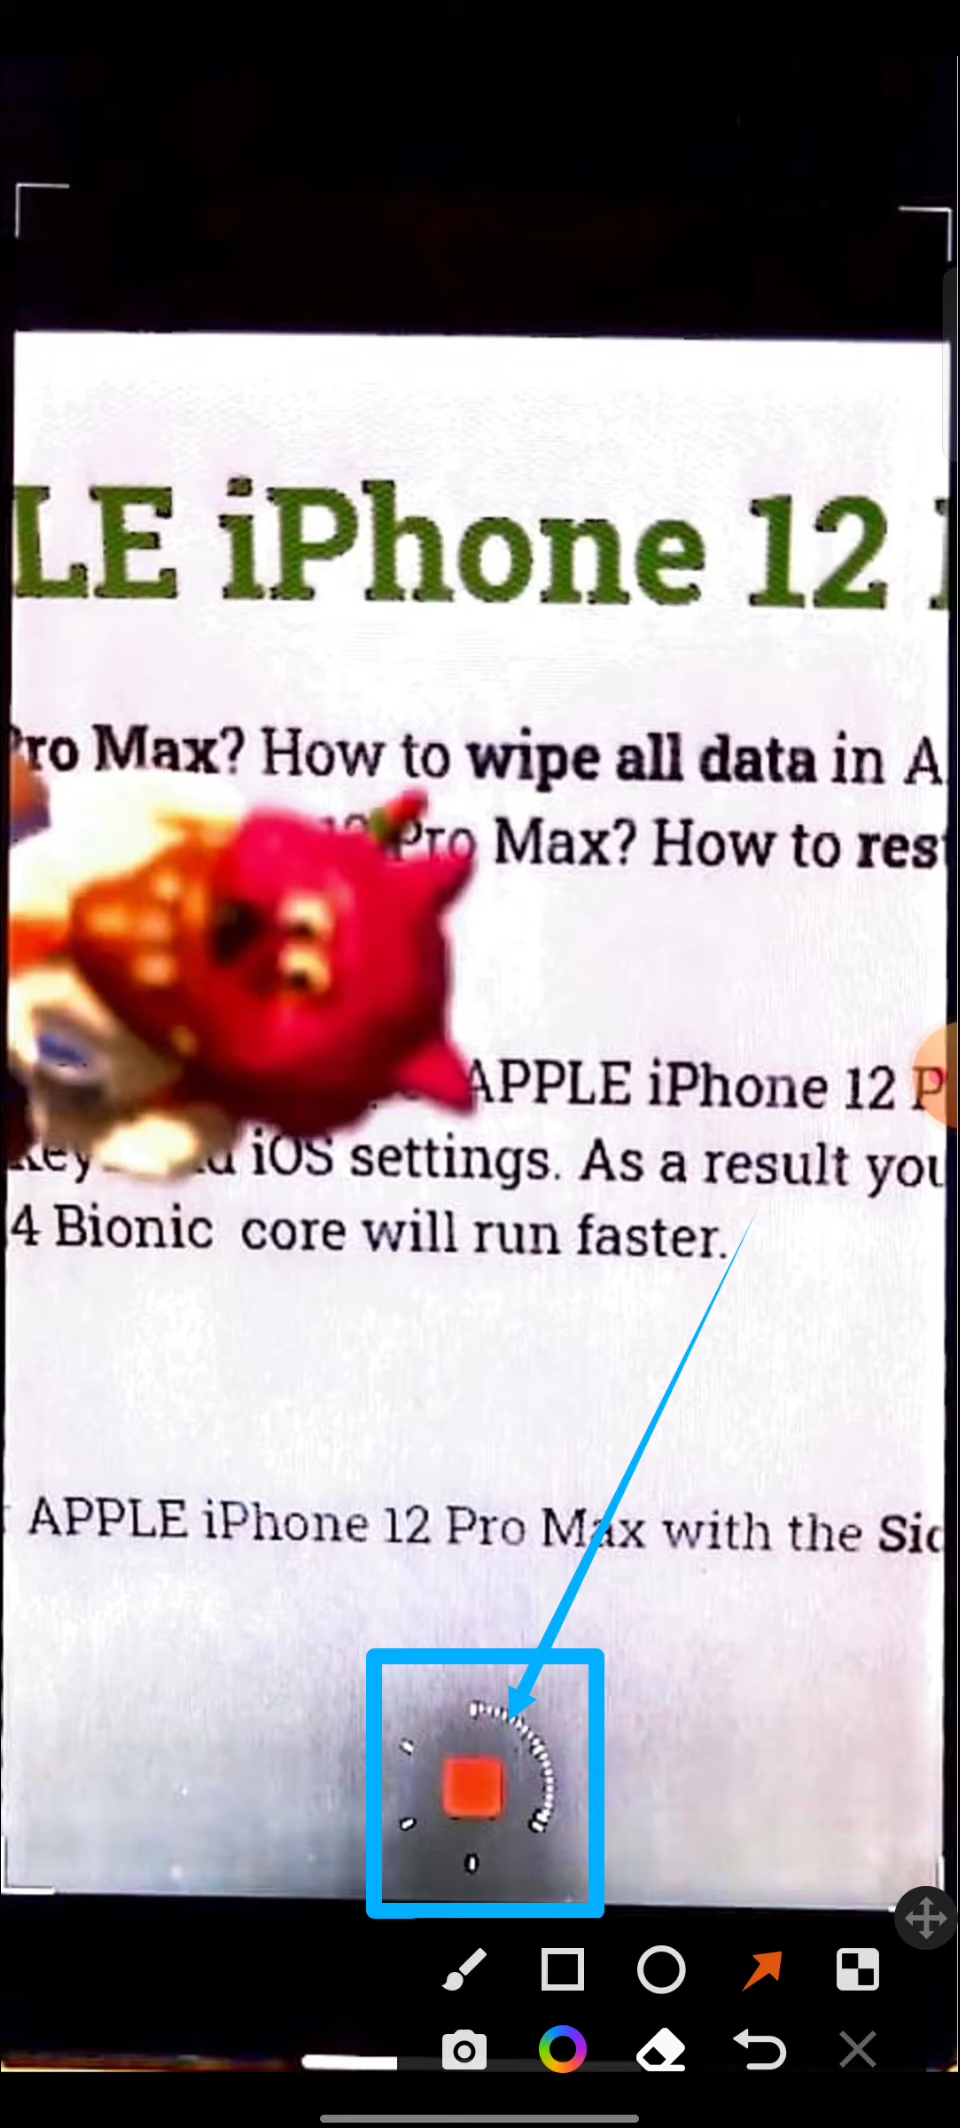 LE iPhone 12
ro Max? How to wipe all data in A
Pro Max? How to res
APPLE iPhone 12 P
iOS settings. As a result you
4 Bionic core will run faster.
APPLE iPhone 12 Pro Max with the Sid